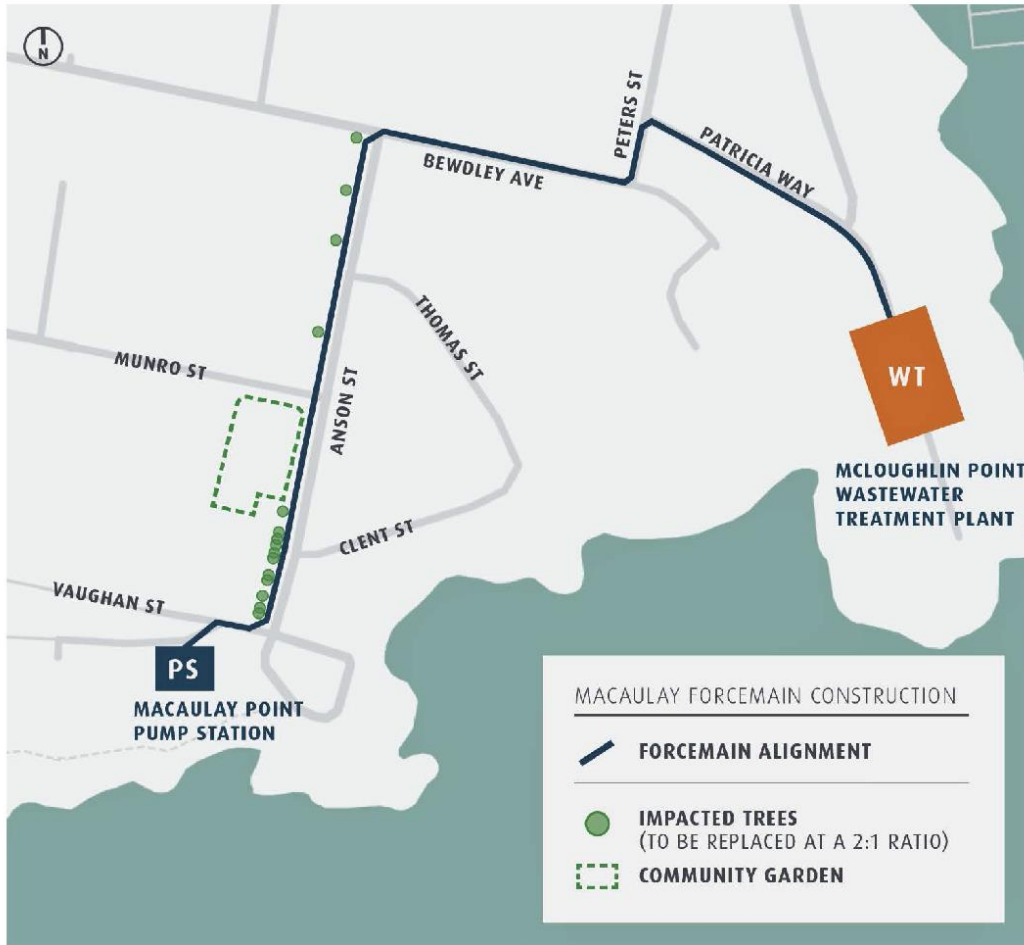 N
PETERS ST
PATRICIA WAY
BEWDLEY AVE
THOMAS ST
MUNRO ST
ANSON ST
WT
MCLOUGHLIN POINT
WASTEWATER
TREATMENT PLANT
CLENT ST
VAUGHAN ST
PS
MACAULAY POINT
PUMP STATION
MACAULAY FORCEMAIN CONSTRUCTION
FORCEMAIN ALIGNMENT
IMPACTED TREES
(TO BE REPLACED AT A 2:1 RATIO)
COMMUNITY GARDEN